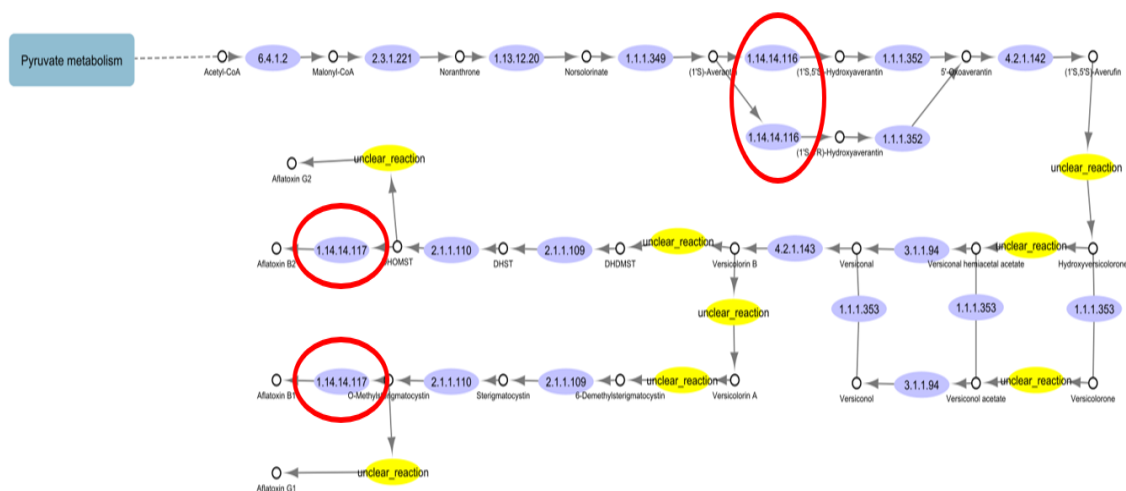 Pyruvate metabolism
6.4.1.2
2.3.1.221
1.13.12.20
1.1.1.349
1.14.14.116
1.1.1.352
4.2.1.142
Acetyl-CoA
Malonyl-CoA
Noranthrone
Norsolorinate
(1'S)-Averantin
(1'S,5'S)-Hydroxyaverantin
5'-Oxoaverantin
(1'S,5'S)-Averufin
1.14.14.116
1.1.1.352
(1'S,5'R)-Hydroxyaverantin
unclear_reaction
Aflatoxin G2
unclear_reaction
1.14.14.117
2.1.1.110
2.1.1.109
unclear_reaction
4.2.1.143
3.1.1.94
unclear_reaction
Aflatoxin B2
DHOMST
DHST
DHDMST
Versicolorin B
Versiconal
Versiconal hemiacetal acetate
Hydroxyversicolorone
unclear_reaction
1.1.1.353
1.1.1.353
1.1.1.353
1.14.14.117
2.1.1.110
2.1.1.109
unclear_reaction
3.1.1.94
unclear_reaction
Aflatoxin B1
O-Methylsterigmatocystin
Sterigmatocystin
6-Demethylsterigmatocystin
Versicolorin A
Versiconol
Versiconol acetate
Versicolorone
unclear_reaction
Aflatoxin G1